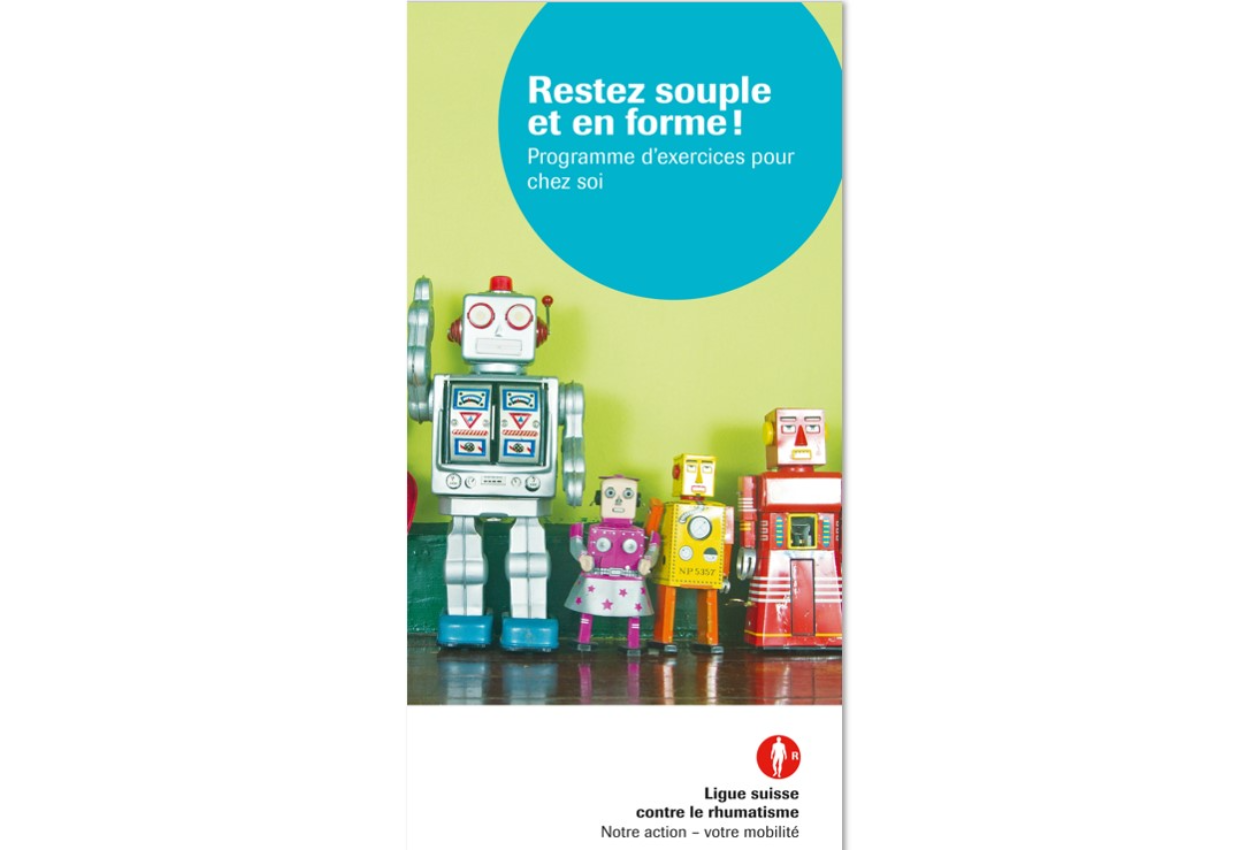 Restez souple
et en forme !
Programme d'exercices pour
chez soi
NP 5357
R
Ligue suisse
contre le rhumatisme
Notre action – votre mobilité